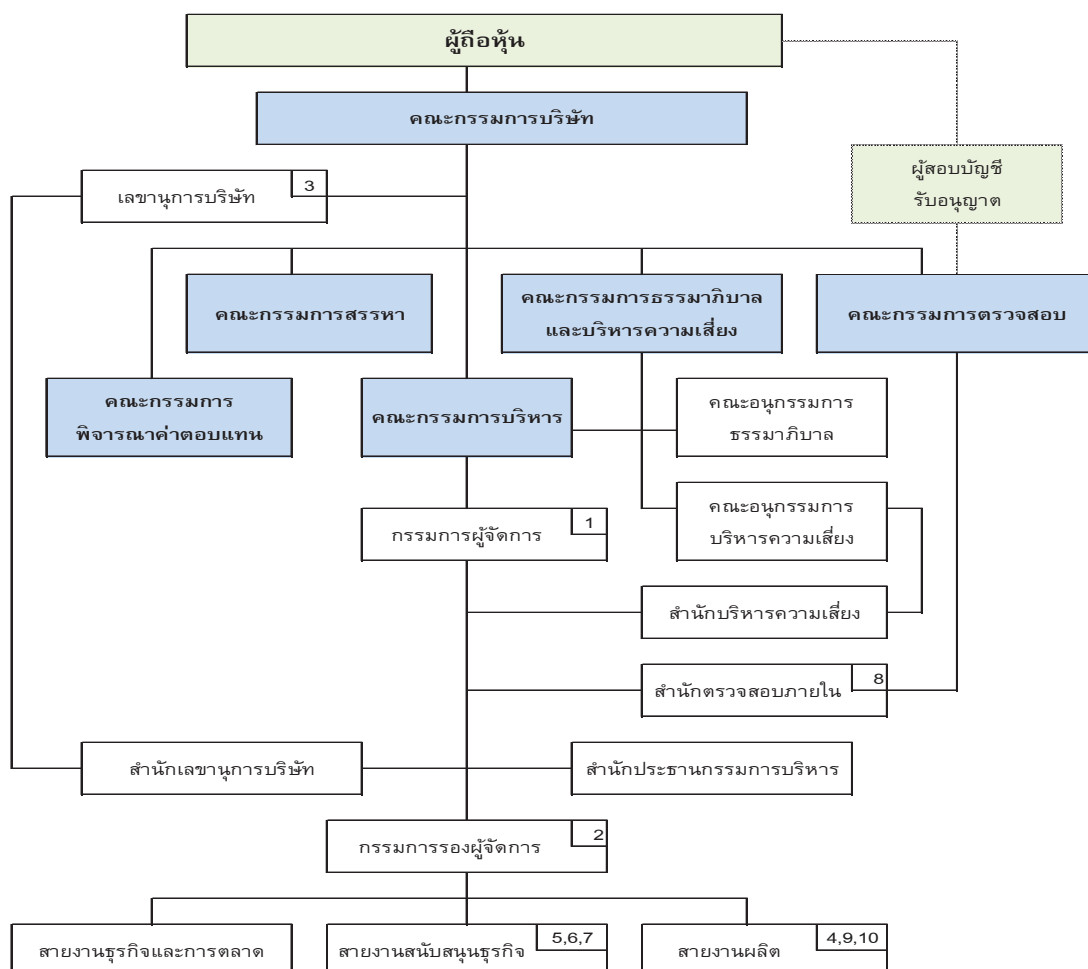 ผู้ถือหุ้น
คณะกรรมการบริษัท
ผู้สอบบัญชี
รับอนุญาต
เลขานุการบริษัท
3
คณะกรรมการสรรหา
คณะกรรมการธรรมาภิบาล
และบริหารความเสี่ยง
คณะกรรมการตรวจสอบ
คณะกรรมการ
พิจารณาค่าตอบแทน
คณะกรรมการบริหาร
คณะอนุกรรมการ
ธรรมาภิบาล
คณะอนุกรรมการ
บริหารความเสี่ยง
กรรมการผู้จัดการ
1
สำนักบริหารความเสี่ยง
สำนักตรวจสอบภายใน
8
สำนักเลขานุการบริษัท
สำนักประธานกรรมการบริหาร
กรรมการรองผู้จัดการ
2
สายงานธุรกิจและการตลาด
สายงานสนับสนุนธุรกิจ
5,6,7
สายงานผลิต
4,9,10